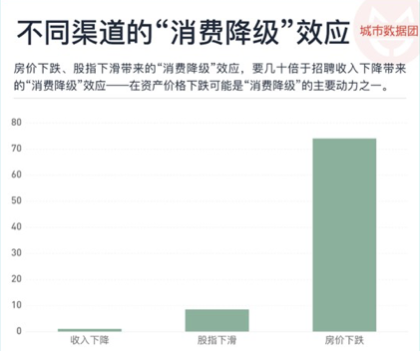 不同渠道的“消费降级”效应
城市数据团
房价下跌、股指下滑带来的“消费降级”效应，要几十倍于招聘收入下降带来
的“消费降级”效应——在资产价格下跌可能是“消费降级”的主要动力之一。
80
70
60
50
40
30
20
10
0
收入下降 股指下滑 房价下跌